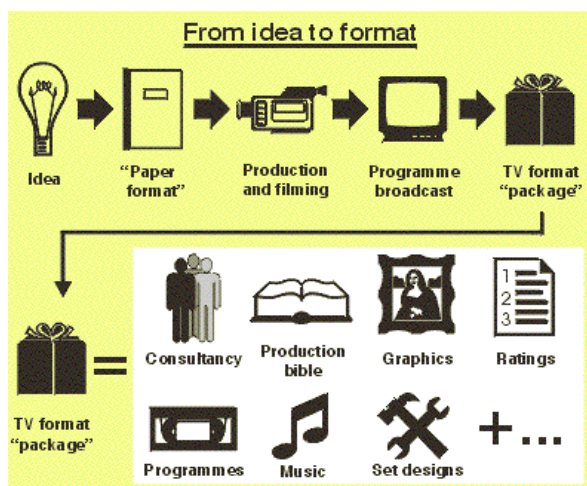 From idea to format
Idea
“Paper
format”
Production
and filming
Programme
broadcast
TV format
“package”
TV format
“package”
=
Consultancy
Production
bible
Graphics
1
2
3
Ratings
Programmes
Music
Set designs
+...